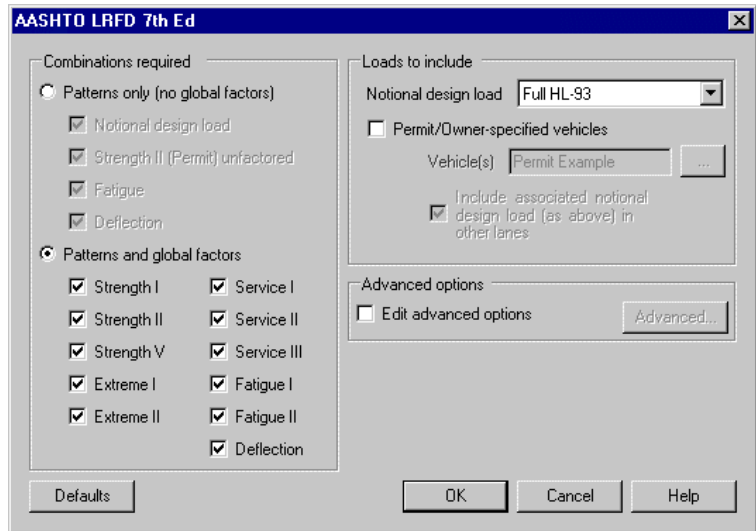 AASHTO LRFD 7th Ed
Combinations required
Patterns only (no global factors)
Notional design load
Strength II (Permit) unfactored
Fatigue
Deflection
Patterns and global factors
Strength I
Service I
Strength II
Service II
Strength V
Service III
Extreme I
Fatigue I
Extreme II
Fatigue II
Deflection
Loads to include
Notional design load
Full HL-93
Permit/Owner-specified vehicles
Vehicle(s)
Permit Example
...
Include associated notional
design load (as above) in
other lanes
Advanced options
Edit advanced options
Advanced...
Defaults
OK
Cancel
Help